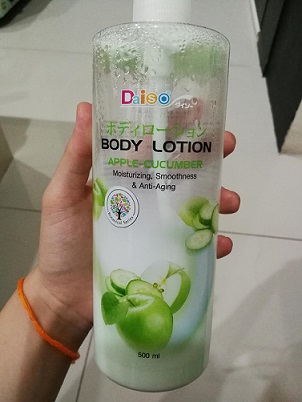 Daiso
ボディローション
BODY LOTION
APPLE-CUCUMBER
Moisturizing, Smoothness
& Anti-Aging
500 ml